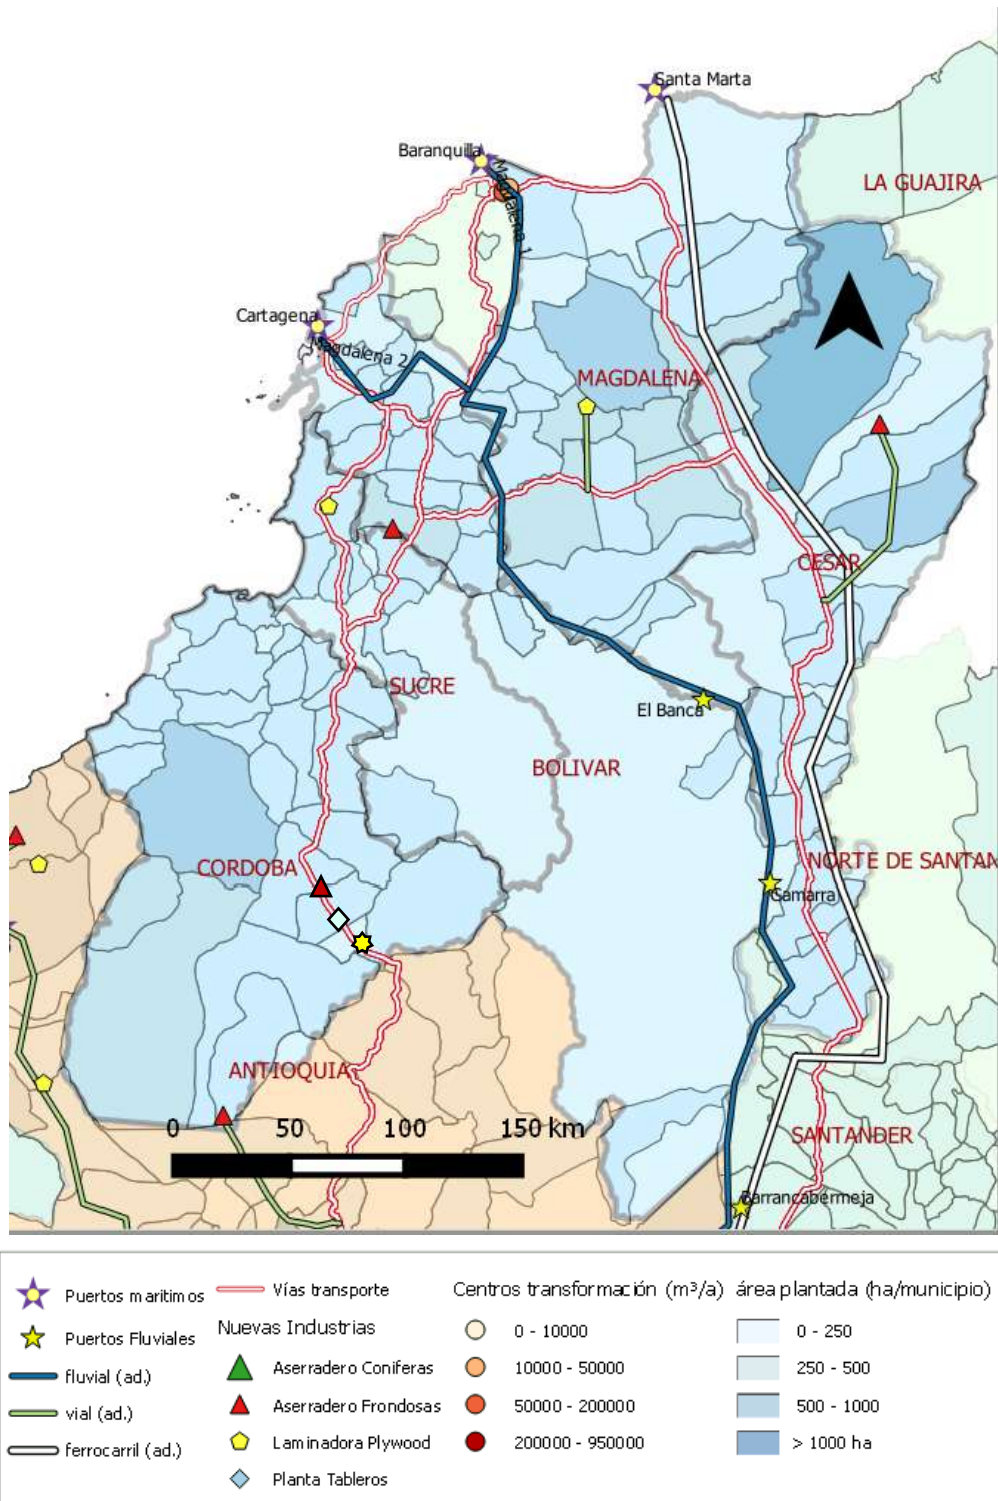 Santa Marta
Baranquilla
Magdalena 1
LA GUAJIRA
Cartagena
Magdalena 2
MAGDALENA
CESAR
SUCRE
El Banca
BOLIVAR
CORDOBA
NORTE DE SANTAN
Gamarra
ANTIOQUIA
0 50 100 150 km
SANTANDER
Barrancabermeja
Puertos maritimos
Puertos Fluviales
fluvial (ad.)
vial (ad.)
ferrocarril (ad.)
Vías transporte
Nuevas Industrias
Aserradero Coniferas
Aserradero Frondosas
Laminadora Plywood
Planta Tableros
Centros transformación (m³/a)
0 - 10000
10000 - 50000
50000 - 200000
200000 - 950000
área plantada (ha/municipio)
0 - 250
250 - 500
500 - 1000
> 1000 ha